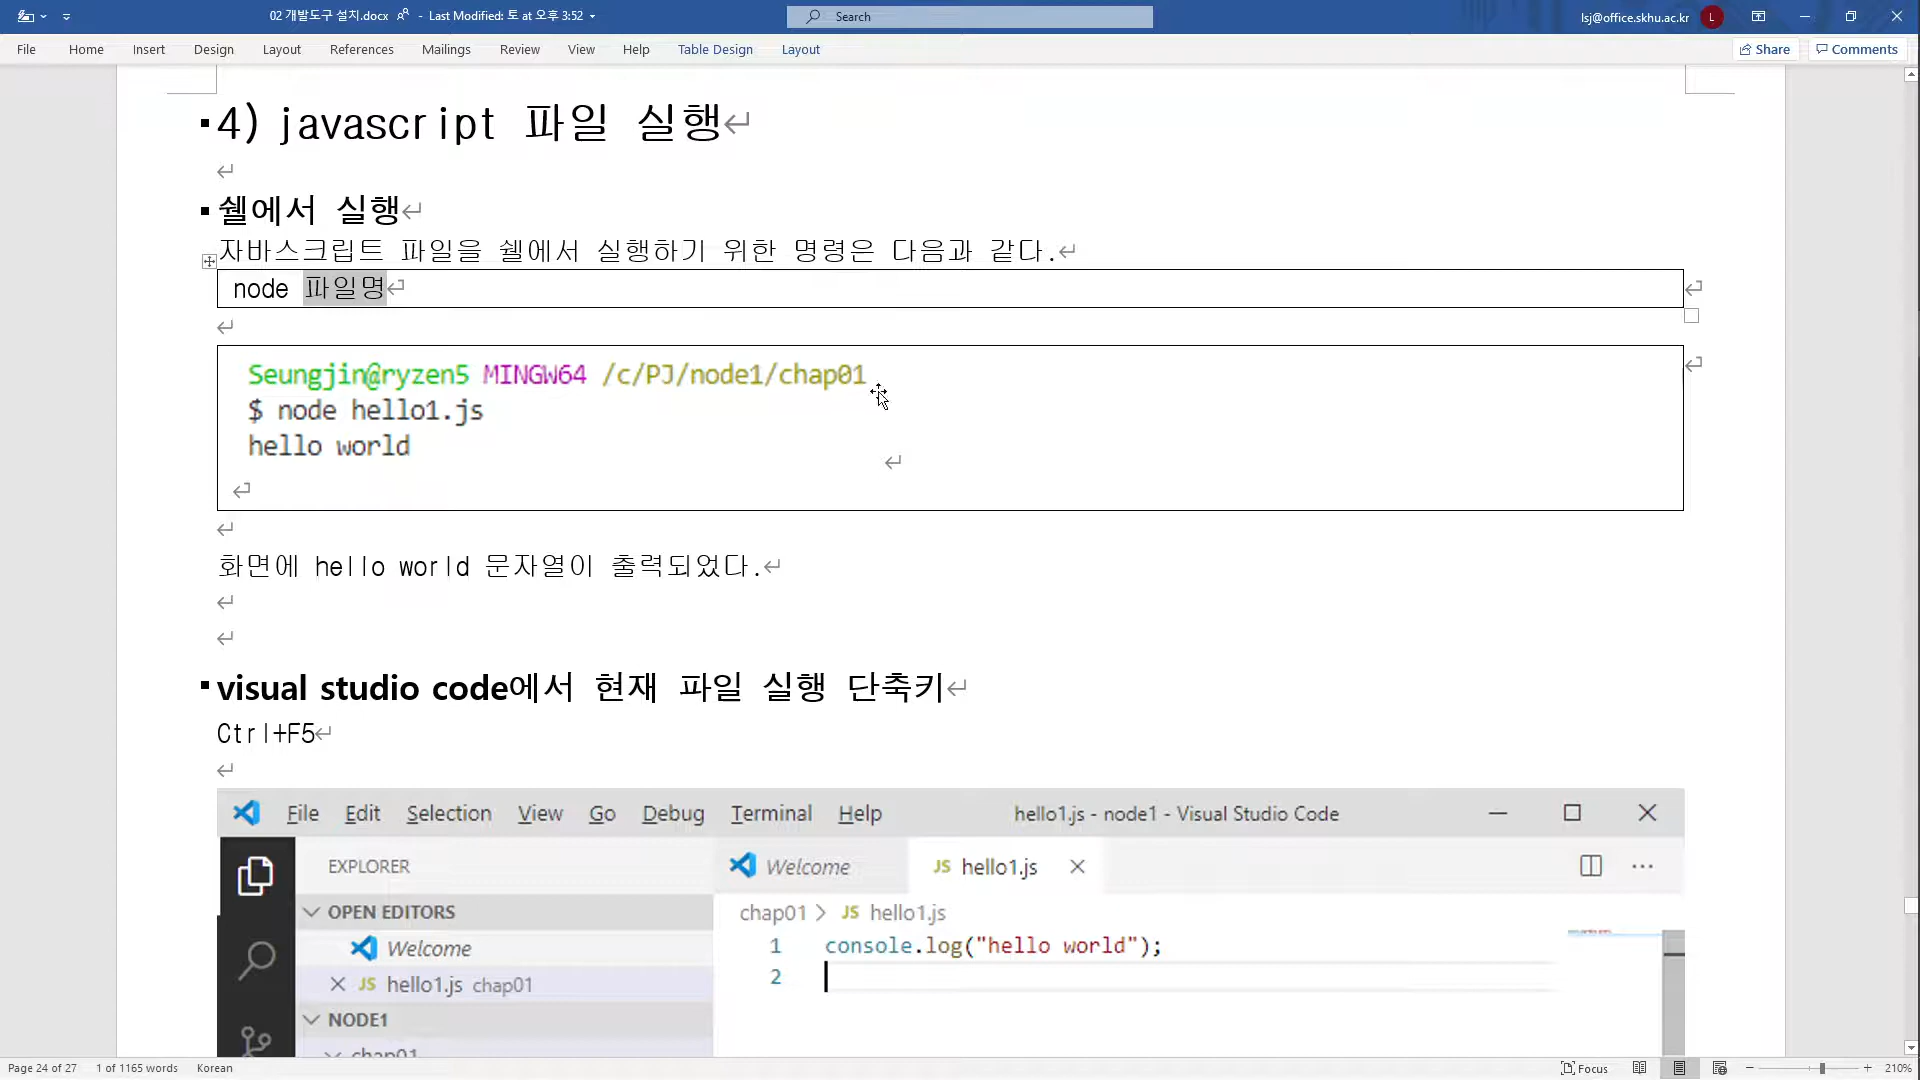 02 개발도구 설치.docx - Last Modified: 토 at 오후 3:52
Search
lsj@office.skhu.ac.kr L
File Home Insert Design Layout References Mailings Review View Help Table Design Layout
Share Comments
4) javascript 파일 실행
쉘에서 실행
자바스크립트 파일을 쉘에서 실행하기 위한 명령은 다음과 같다.
node 파일명
Seungjin@ryzen5 MINGW64 /c/PJ/node1/chap01
$ node hello1.js
hello world
화면에 hello world 문자열이 출력되었다.
visual studio code에서 현재 파일 실행 단축키
Ctrl+F5
File Edit Selection View Go Debug Terminal Help hello1.js - node1 - Visual Studio Code
EXPLORER
Welcome JS hello1.js
OPEN EDITORS
chap01 > JS hello1.js
Welcome
1 console.log("hello world");
JS hello1.js chap01
2
NODE1
chap01
Page 24 of 27 1 of 1165 words Korean
Focus
210%